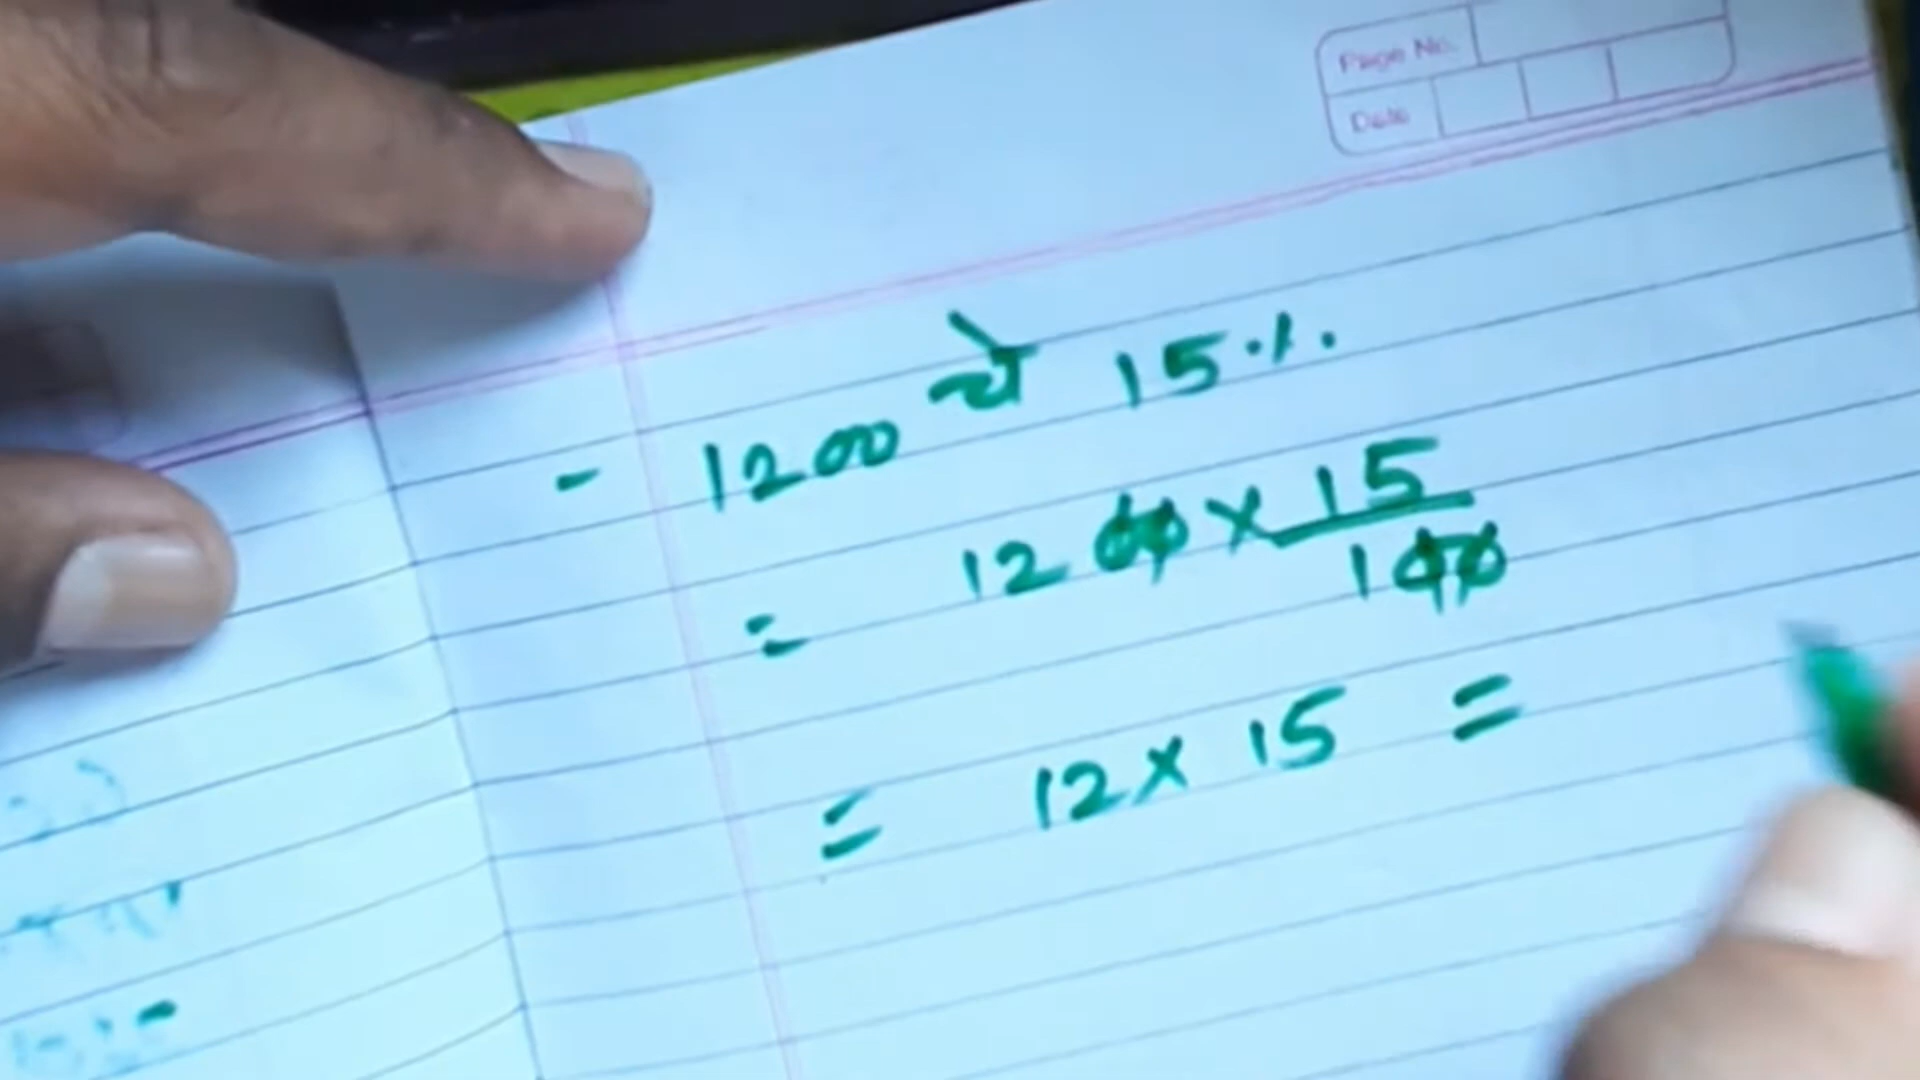 Page No.
Date
- 1200 चे 15%.
= 1200 x 15
100
= 12 x 15 =